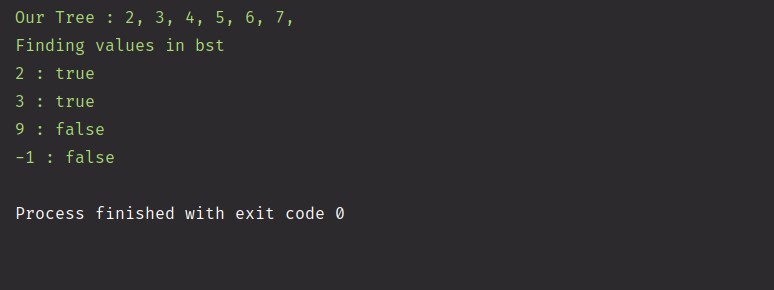 Our Tree : 2, 3, 4, 5, 6, 7,
Finding values in bst
2 : true
3 : true
9 : false
-1 : false
Process finished with exit code 0